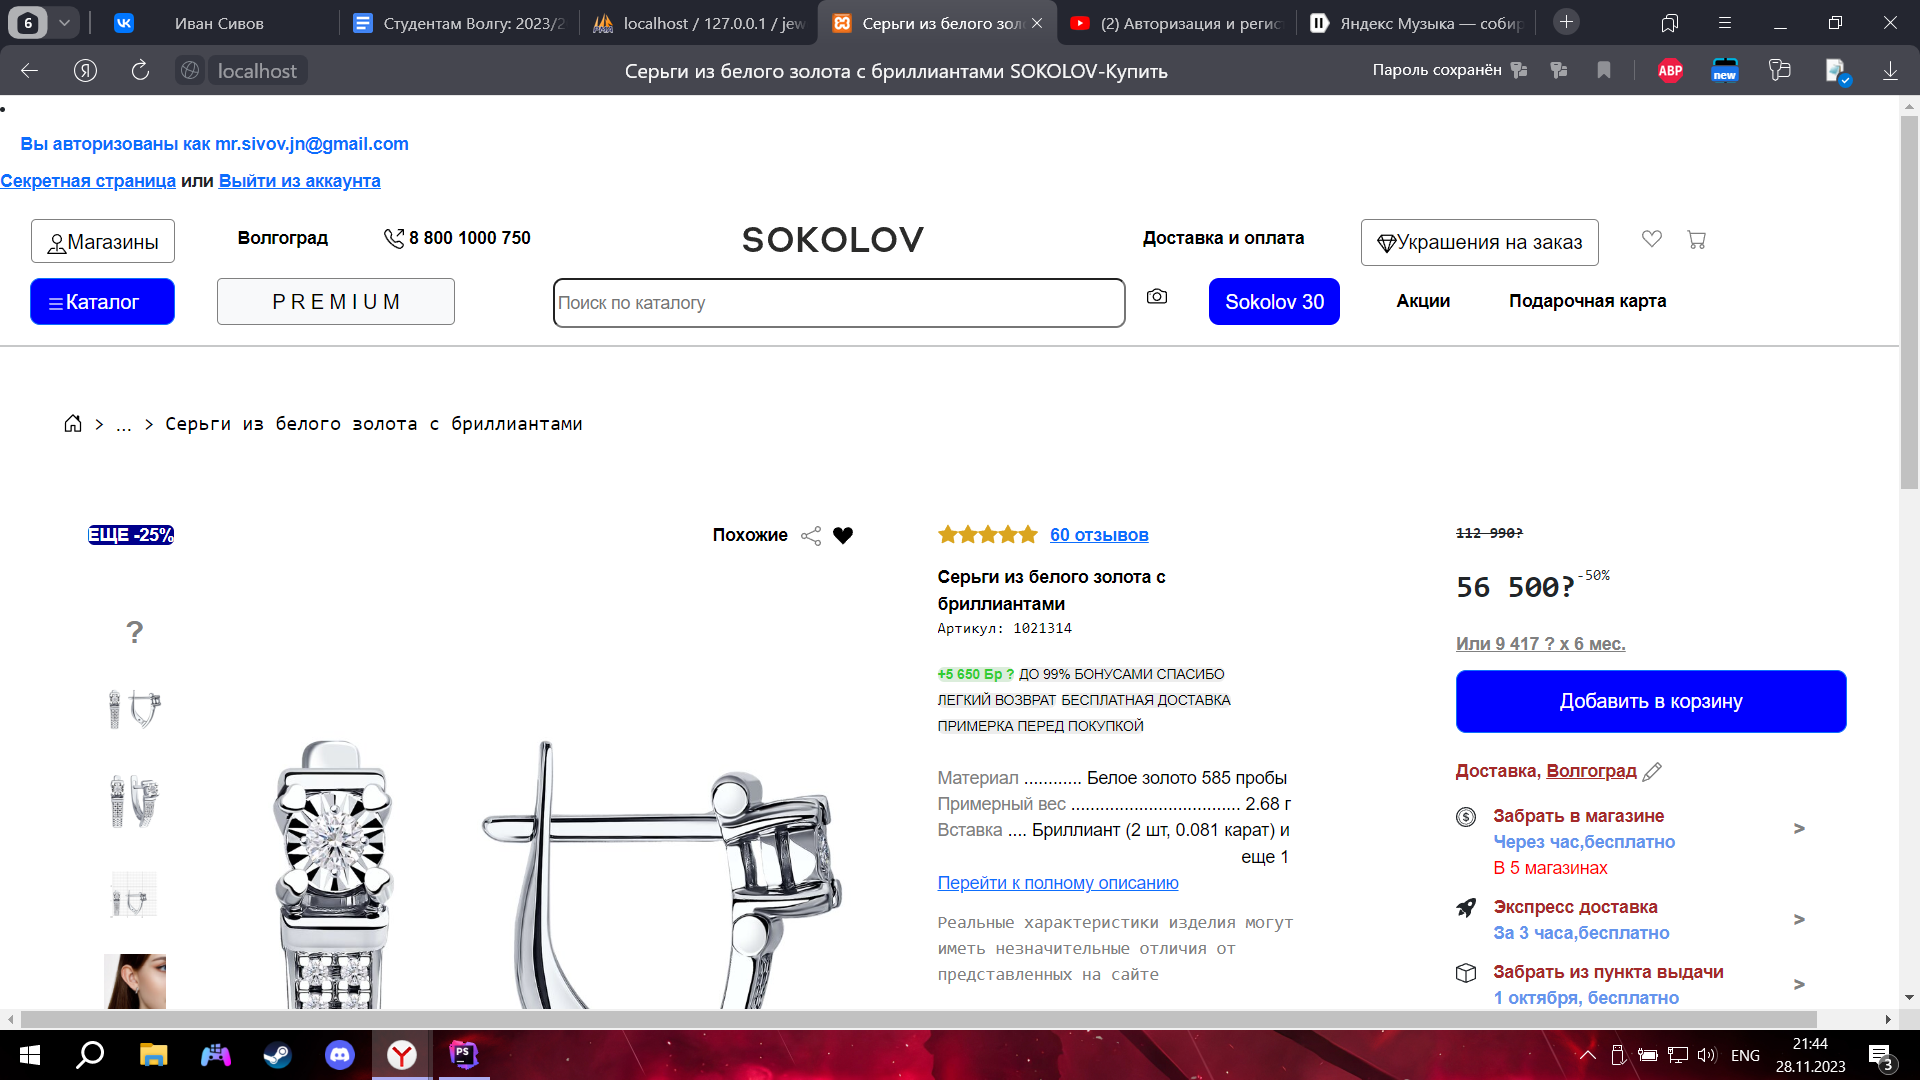 6
Иван Сивов
Студентам Волгу: 2023/2
localhost / 127.0.0.1 / jew
Серьги из белого зол
(2) Авторизация и регис
Яндекс Музыка — собир
localhost
Серьги из белого золота с бриллиантами SOKOLOV-Купить
Пароль сохранён
ABP
new
Вы авторизованы как mr.sivov.jn@gmail.com
Секретная страница или Выйти из аккаунта
Магазины
Волгоград
8 800 1000 750
SOKOLOV
Доставка и оплата
Украшения на заказ
Каталог
PREMIUM
Поиск по каталогу
Sokolov 30
Акции
Подарочная карта
> ... > Серьги из белого золота с бриллиантами
ЕЩЕ -25%
?
Похожие
60 отзывов
Серьги из белого золота с
бриллиантами
Артикул: 1021314
+5 650 Бр ? ДО 99% БОНУСАМИ СПАСИБО
ЛЕГКИЙ ВОЗВРАТ БЕСПЛАТНАЯ ДОСТАВКА
ПРИМЕРКА ПЕРЕД ПОКУПКОЙ
Материал ............ Белое золото 585 пробы
Примерный вес ................................... 2.68 г
Вставка .... Бриллиант (2 шт, 0.081 карат) и
еще 1
Перейти к полному описанию
Реальные характеристики изделия могут
иметь незначительные отличия от
представленных на сайте
112 990?
56 500? -50%
Или 9 417 ? х 6 мес.
Добавить в корзину
Доставка, Волгоград
Забрать в магазине
Через час,бесплатно
В 5 магазинах
>
Экспресс доставка
За 3 часа,бесплатно
>
Забрать из пункта выдачи
1 октября, бесплатно
>
PS
ENG
21:44
28.11.2023
3